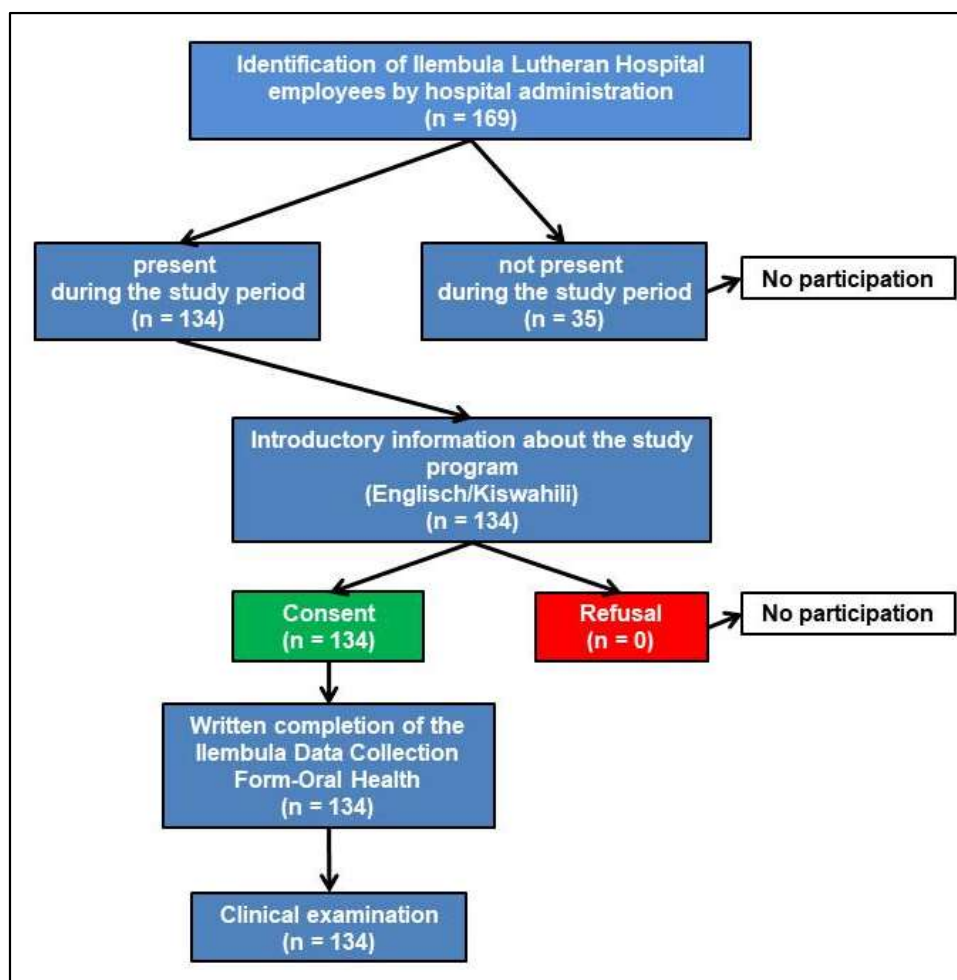 Identification of Ilembula Lutheran Hospital
employees by hospital administration
(n = 169)
present
during the study period
(n = 134)
not present
during the study period
(n = 35)
No participation
Introductory information about the study
program
(Englisch/Kiswahili)
(n = 134)
Consent
(n = 134)
Refusal
(n = 0)
No participation
Written completion of the
Ilembula Data Collection
Form-Oral Health
(n = 134)
Clinical examination
(n = 134)